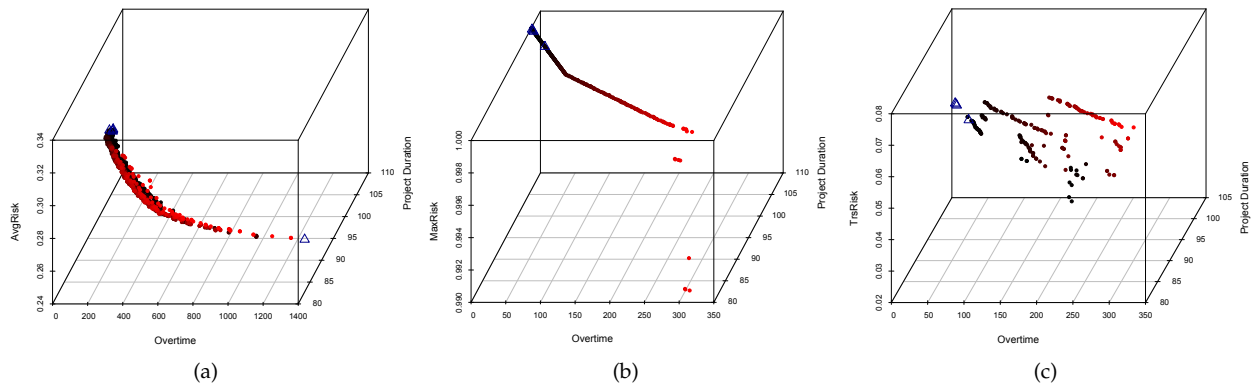 0.24 0.26 0.28 0.30 0.32 0.34
AvgRisk
0 200 400 600 800 1000 1200 1400
Overtime
80 85 90 95 100 105 110
Project Duration
(a)
0.990 0.992 0.994 0.996 0.998 1.000
MaxRisk
0 50 100 150 200 250 300 350
Overtime
80 85 90 95 100 105 110
Project Duration
(b)
0.02 0.03 0.04 0.05 0.06 0.07 0.08
TrsRisk
0 50 100 150 200 250 300 350
Overtime
80 85 90 95 100 105
Project Duration
(c)